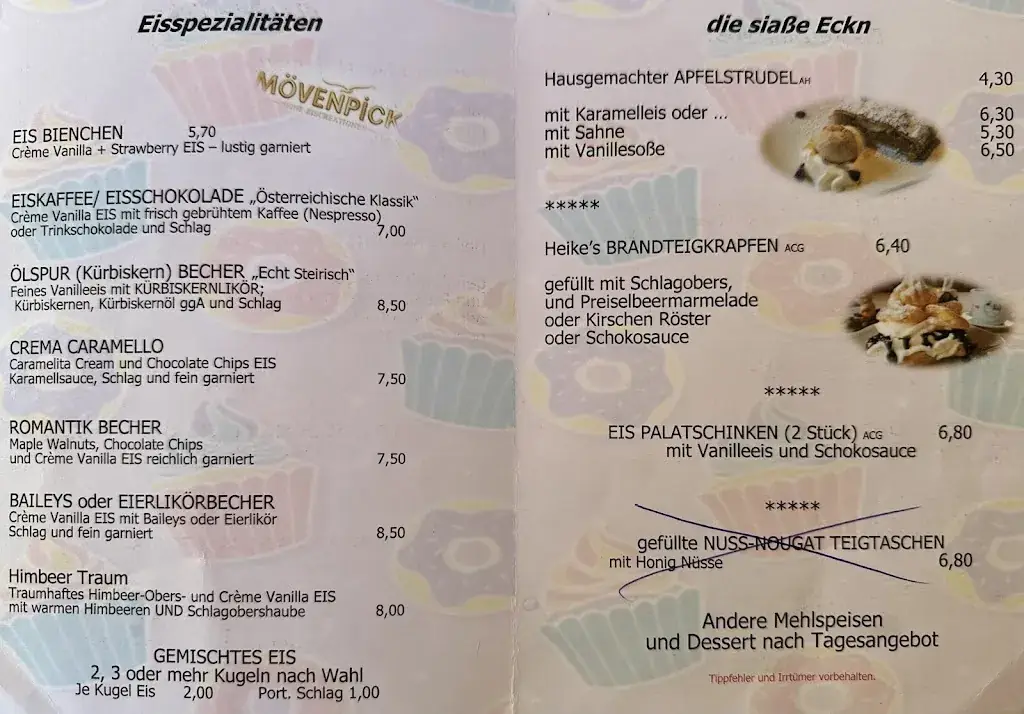 Eisspezialitäten
MÖVENPICK
EIS BIENCHEN 5,70
Crème Vanilla + Strawberry EIS – lustig garniert
EISKAFFEE/ EISSCHOKOLADE „Österreichische Klassik“
Crème Vanilla EIS mit frisch gebrühtem Kaffee (Nespresso)
oder Trinkschokolade und Schlag 7,00
ÖLSPUR (Kürbiskern) BECHER „Echt Steirisch“
Feines Vanilleeis mit KÜRBISKERNLIKÖR;
Kürbiskernen, Kürbiskernöl ggA und Schlag 8,50
CREMA CARAMELLO
Caramelita Cream und Chocolate Chips EIS
Karamellsauce, Schlag und fein garniert 7,50
ROMANTIK BECHER
Maple Walnuts, Chocolate Chips
und Crème Vanilla EIS reichlich garniert 7,50
BAILEYS oder EIERLIKÖRBECHER
Crème Vanilla EIS mit Baileys oder Eierlikör
Schlag und fein garniert 8,50
Himbeer Traum
Traumhaftes Himbeer-Obers- und Crème Vanilla EIS
mit warmen Himbeeren UND Schlagobershaube 8,00
GEMISCHTES EIS
2, 3 oder mehr Kugeln nach Wahl
Je Kugel Eis 2,00 Port. Schlag 1,00
die siaße Eckn
Hausgemachter APFELSTRUDEL AH 4,30
mit Karamelleis oder ... 6,30
mit Sahne 5,30
mit Vanillesoße 6,50
*****
Heike's BRANDTEIGKRAPFEN ACG 6,40
gefüllt mit Schlagobers,
und Preiselbeermarmelade
oder Kirschen Röster
oder Schokosauce
*****
EIS PALATSCHINKEN (2 Stück) ACG 6,80
mit Vanilleeis und Schokosauce
*****
gefüllte NUSS-NOUGAT TEIGTASCHEN
mit Honig Nüsse 6,80
Andere Mehlspeisen
und Dessert nach Tagesangebot
Tippfehler und Irrtümer vorbehalten.